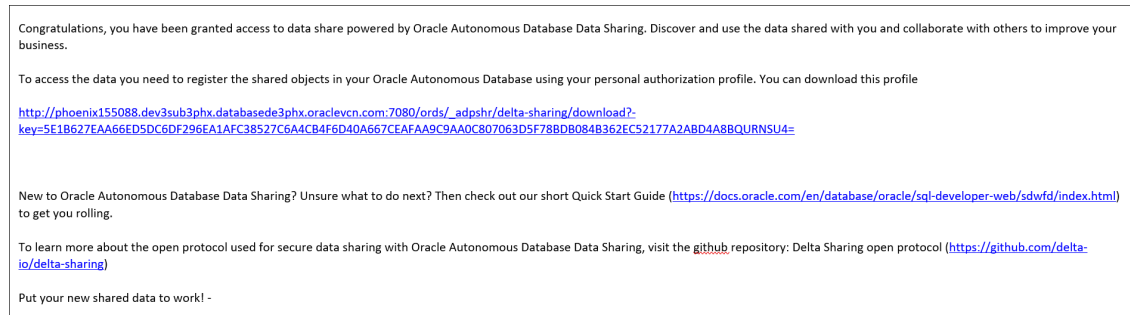 Congratulations, you have been granted access to data share powered by Oracle Autonomous Database Data Sharing. Discover and use the data shared with you and collaborate with others to improve your
business.
To access the data you need to register the shared objects in your Oracle Autonomous Database using your personal authorization profile. You can download this profile
http://phoenix155088.dev3sub3phx.databasede3phx.oraclevcn.com:7080/ords/_adpshr/delta-sharing/download?-
key=5E1B627EAA66ED5DC6DF296EA1AFC38527C6A4CB4F6D40A667CEAFAA9C9AA0C807063D5F78BDB084B362EC52177A2ABD4A8BQURNSU4=
New to Oracle Autonomous Database Data Sharing? Unsure what to do next? Then check out our short Quick Start Guide (https://docs.oracle.com/en/database/oracle/sql-developer-web/sdwfd/index.html)
to get you rolling.
To learn more about the open protocol used for secure data sharing with Oracle Autonomous Database Data Sharing, visit the github repository: Delta Sharing open protocol (https://github.com/delta-
io/delta-sharing)
Put your new shared data to work! -